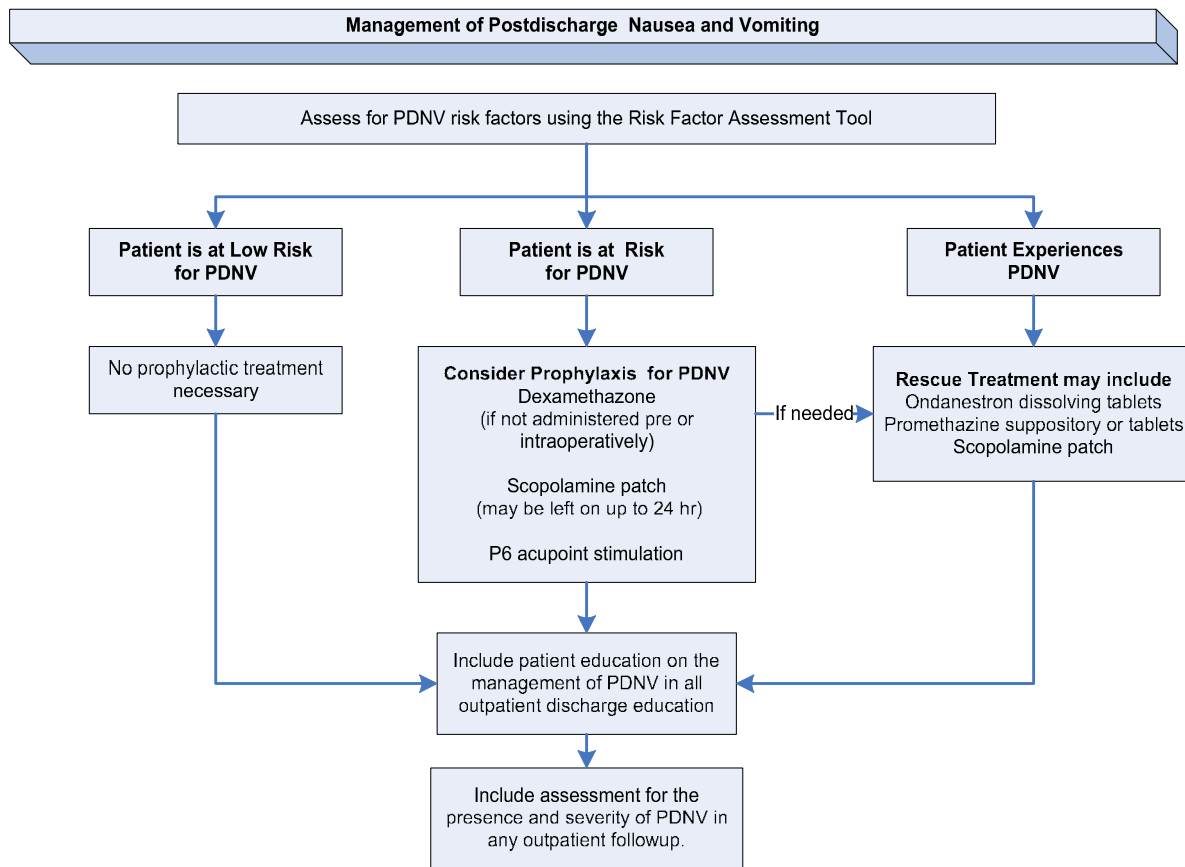 Management of Postdischarge Nausea and Vomiting
Assess for PDNV risk factors using the Risk Factor Assessment Tool
Patient is at Low Risk
for PDNV
Patient is at Risk
for PDNV
Patient Experiences
PDNV
No prophylactic treatment
necessary
Consider Prophylaxis for PDNV
Dexamethazone
(if not administered pre or
intraoperatively)
Scopolamine patch
(may be left on up to 24 hr)
P6 acupoint stimulation
If needed
Rescue Treatment may include
Ondanestron dissolving tablets
Promethazine suppository or tablets
Scopolamine patch
Include patient education on the
management of PDNV in all
outpatient discharge education
Include assessment for the
presence and severity of PDNV in
any outpatient followup.